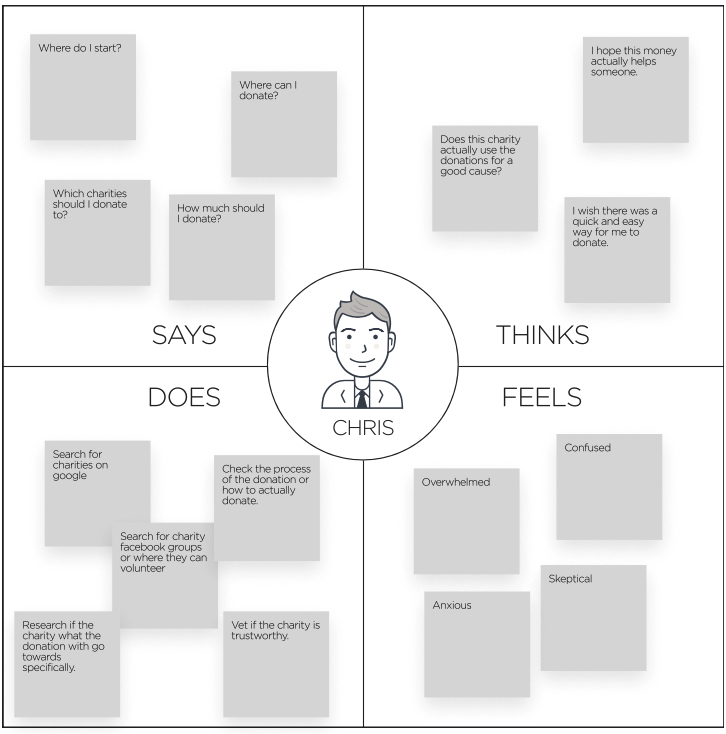 Where do I start?
Where can I
donate?
Which charities
should I donate
to?
How much should
I donate?
SAYS
I hope this money
actually helps
someone.
Does this charity
actually use the
donations for a
good cause?
I wish there was a
quick and easy
way for me to
donate.
THINKS
CHRIS
DOES
Search for
charities on
google
Check the process
of the donation or
how to actually
donate.
Search for charity
facebook groups
or where they can
volunteer
Research if the
charity what the
donation with go
towards
specifically.
Vet if the charity is
trustworthy.
FEELS
Confused
Overwhelmed
Skeptical
Anxious